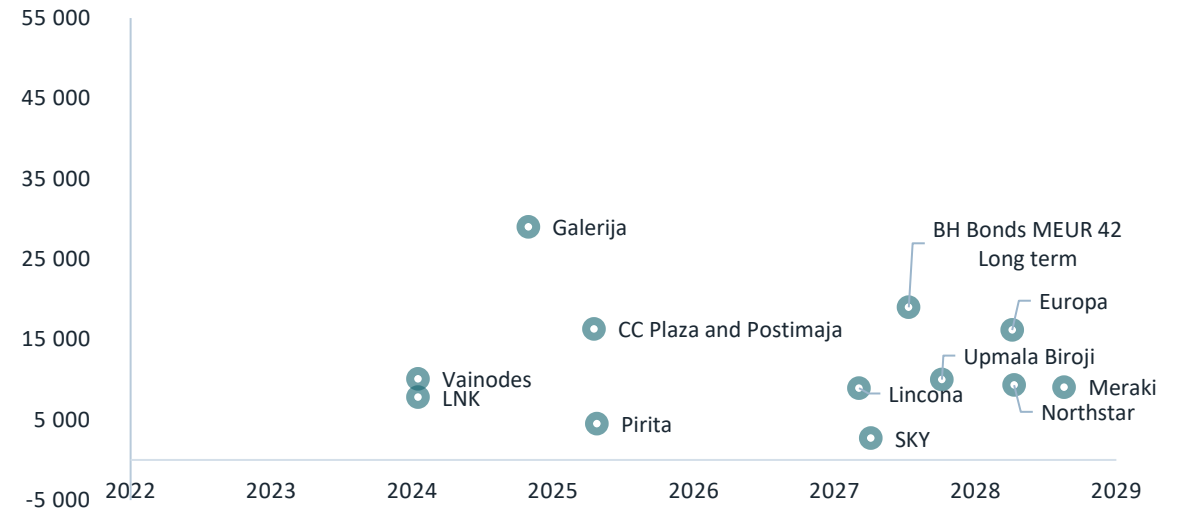 55 000
45 000
35 000
25 000
15 000
5 000
-5 000
Galerija
BH Bonds MEUR 42
Long term
Europa
CC Plaza and Postimaja
Upmala Biroji
Vainodes
LNK
Lincona
Meraki
Northstar
Pirita
SKY
2022 2023 2024 2025 2026 2027 2028 2029